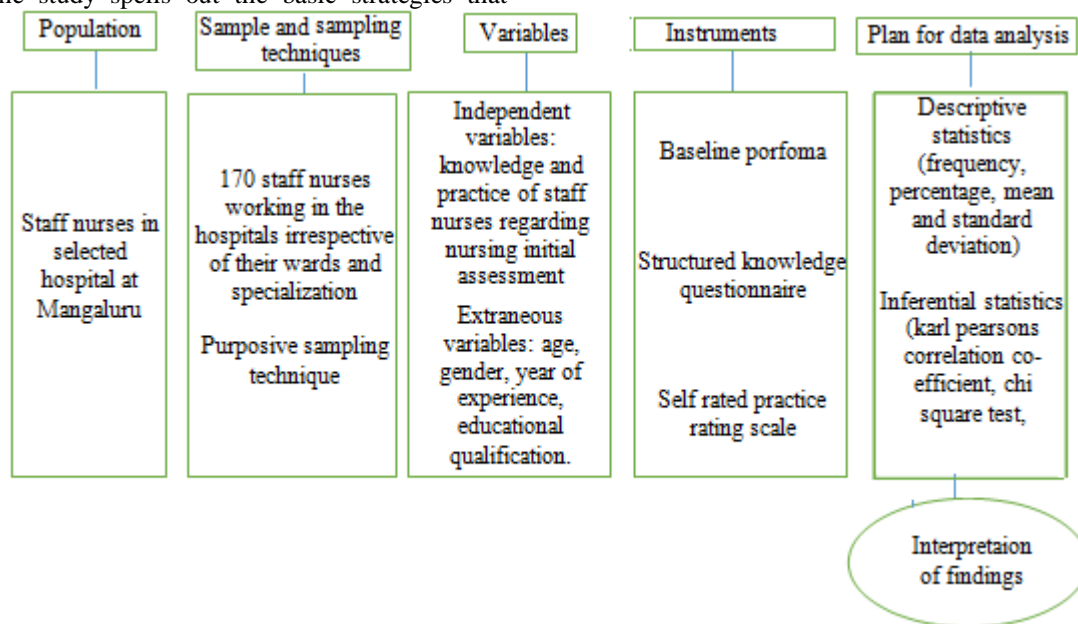 he study spells out the basic strategies that
Population
Sample and sampling
techniques
Variables
Instruments
Plan for data analysis
Staff nurses in
selected
hospital at
Mangaluru
170 staff nurses
working in the
hospitals irrespective
of their wards and
specialization
Purposive sampling
technique
Independent
variables:
knowledge and
practice of staff
nurses regarding
nursing initial
assessment
Extraneous
variables: age,
gender, year of
experience,
educational
qualification.
Baseline porfoma
Structured knowledge
questionnaire
Self rated practice
rating scale
Descriptive
statistics
(frequency,
percentage, mean
and standard
deviation)
Inferential statistics
(karl pearsons
correlation co-
efficient, chi
square test,
Interpretaion
of findings